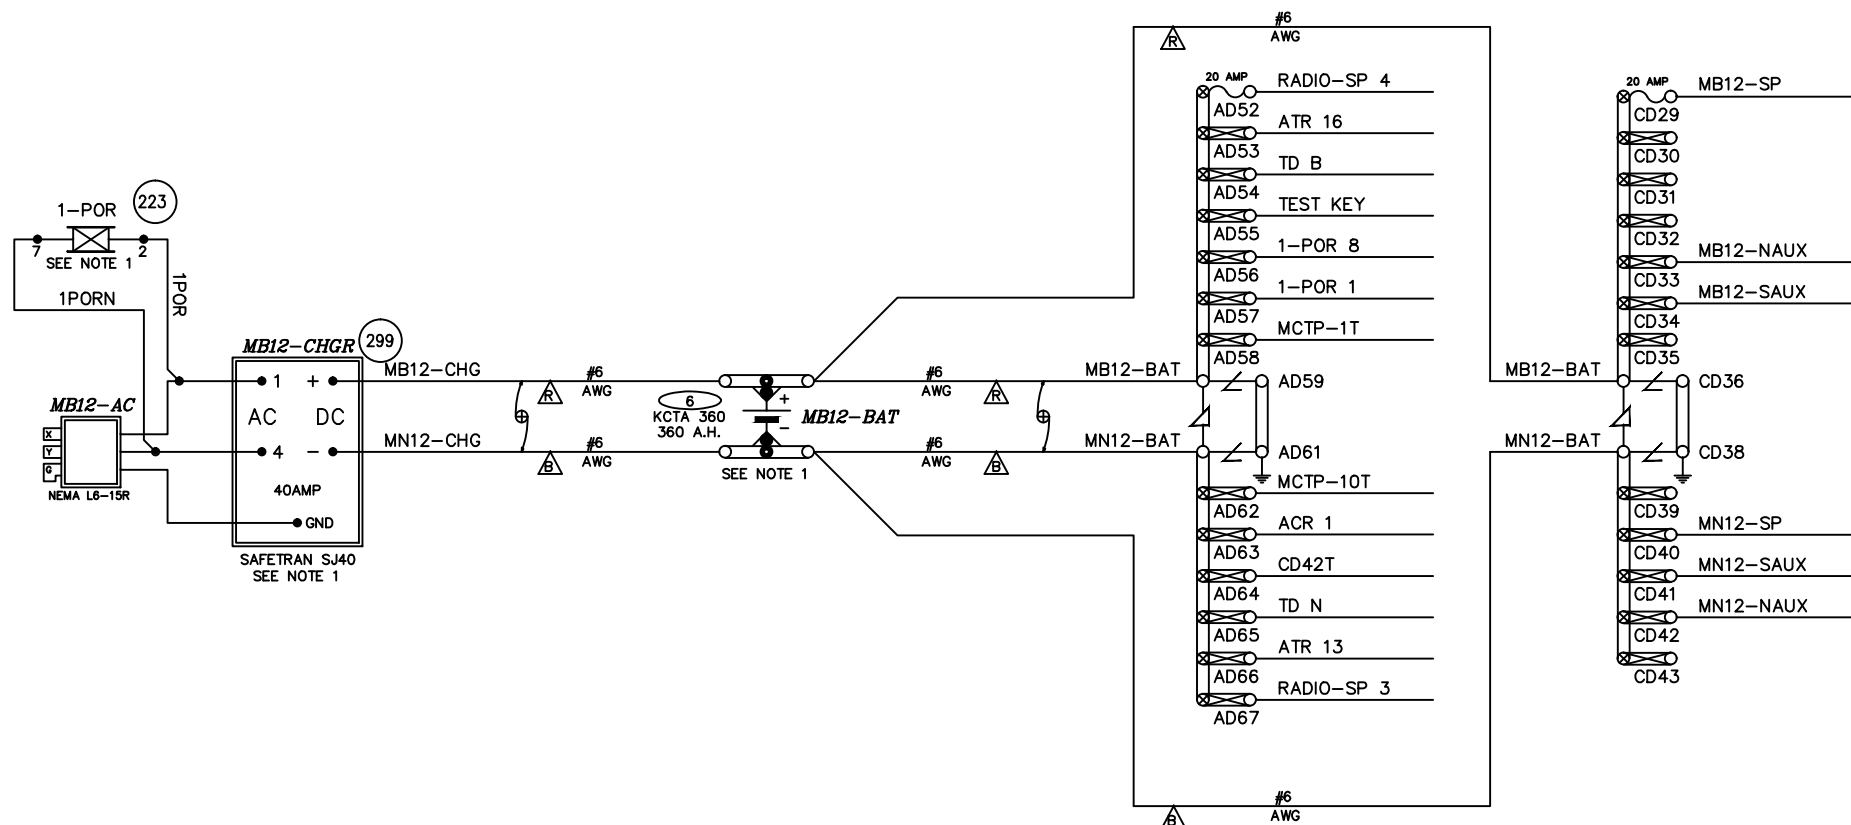 #6
AWG
R
20 AMP
RADIO-SP 4
AD52
ATR 16
AD53
TD B
AD54
TEST KEY
AD55
1-POR 8
AD56
1-POR 1
AD57
MCTP-1T
AD58
20 AMP
MB12-SP
CD29
CD30
CD31
CD32
MB12-NAUX
CD33
MB12-SAUX
CD34
CD35
1-POR
223
7
2
SEE NOTE 1
1PORN
1POR
MB12-CHGR
299
MB12-AC
X
Y
G
NEMA L6-15R
1
+
AC
DC
4
-
40AMP
GND
SAFETRAN SJ40
SEE NOTE 1
MB12-CHG
R
#6
AWG
MN12-CHG
B
#6
AWG
6
KCTA 360
360 A.H.
+
-
MB12-BAT
SEE NOTE 1
#6
AWG
R
MB12-BAT
AD59
#6
AWG
B
MN12-BAT
AD61
MB12-BAT
CD36
MN12-BAT
CD38
MCTP-10T
AD62
ACR 1
AD63
CD42T
AD64
TD N
AD65
ATR 13
AD66
RADIO-SP 3
AD67
CD39
MN12-SP
CD40
MN12-SAUX
CD41
MN12-NAUX
CD42
CD43
#6
AWG
B